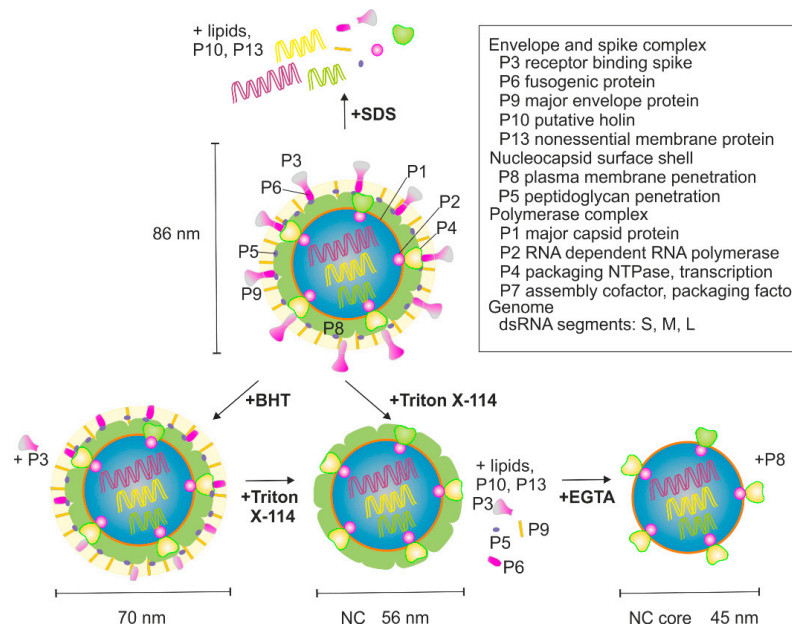 + lipids,
P10, P13
+SDS
Envelope and spike complex
P3 receptor binding spike
P6 fusogenic protein
P9 major envelope protein
P10 putative holin
P13 nonessential membrane protein
Nucleocapsid surface shell
P8 plasma membrane penetration
P5 peptidoglycan penetration
Polymerase complex
P1 major capsid protein
P2 RNA dependent RNA polymerase
P4 packaging NTPase, transcription
P7 assembly cofactor, packaging facto
Genome
dsRNA segments: S, M, L
P3
P1
P6
P2
P4
86 nm
P5
P9
P8
+BHT
+Triton X-114
+ P3
+Triton
X-114
+ lipids,
P10, P13
P3
P9
P5
P6
+EGTA
+P8
70 nm
NC 56 nm
NC core 45 nm